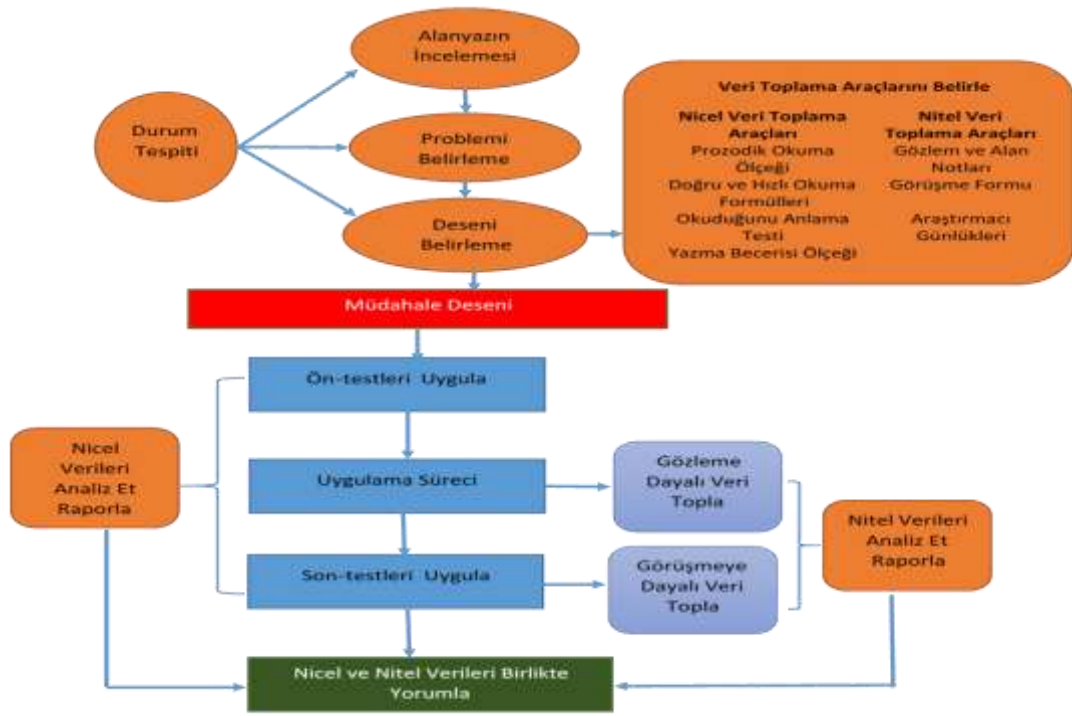 Alanyazın
İncelemesi
Durum
Tespiti
Problemi
Belirleme
Deseni
Belirleme
Veri Toplama Araçlarını Belirle
Nicel Veri Toplama
Araçları
Prozodik Okuma
Ölçeği
Doğru ve Hızlı Okuma
Formülleri
Okuduğunu Anlama
Testi
Yazma Becerisi Ölçeği
Nitel Veri
Toplama Araçları
Gözlem ve Alan
Notları
Görüşme Formu
Araştırmacı
Günlükleri
Müdahale Deseni
Ön-testleri Uygula
Nicel
Verileri
Analiz Et
Raporla
Uygulama Süreci
Gözleme
Dayalı Veri
Topla
Nitel Verileri
Analiz Et
Raporla
Son-testleri Uygula
Görüşmeye
Dayalı Veri
Topla
Nicel ve Nitel Verileri Birlikte
Yorumla